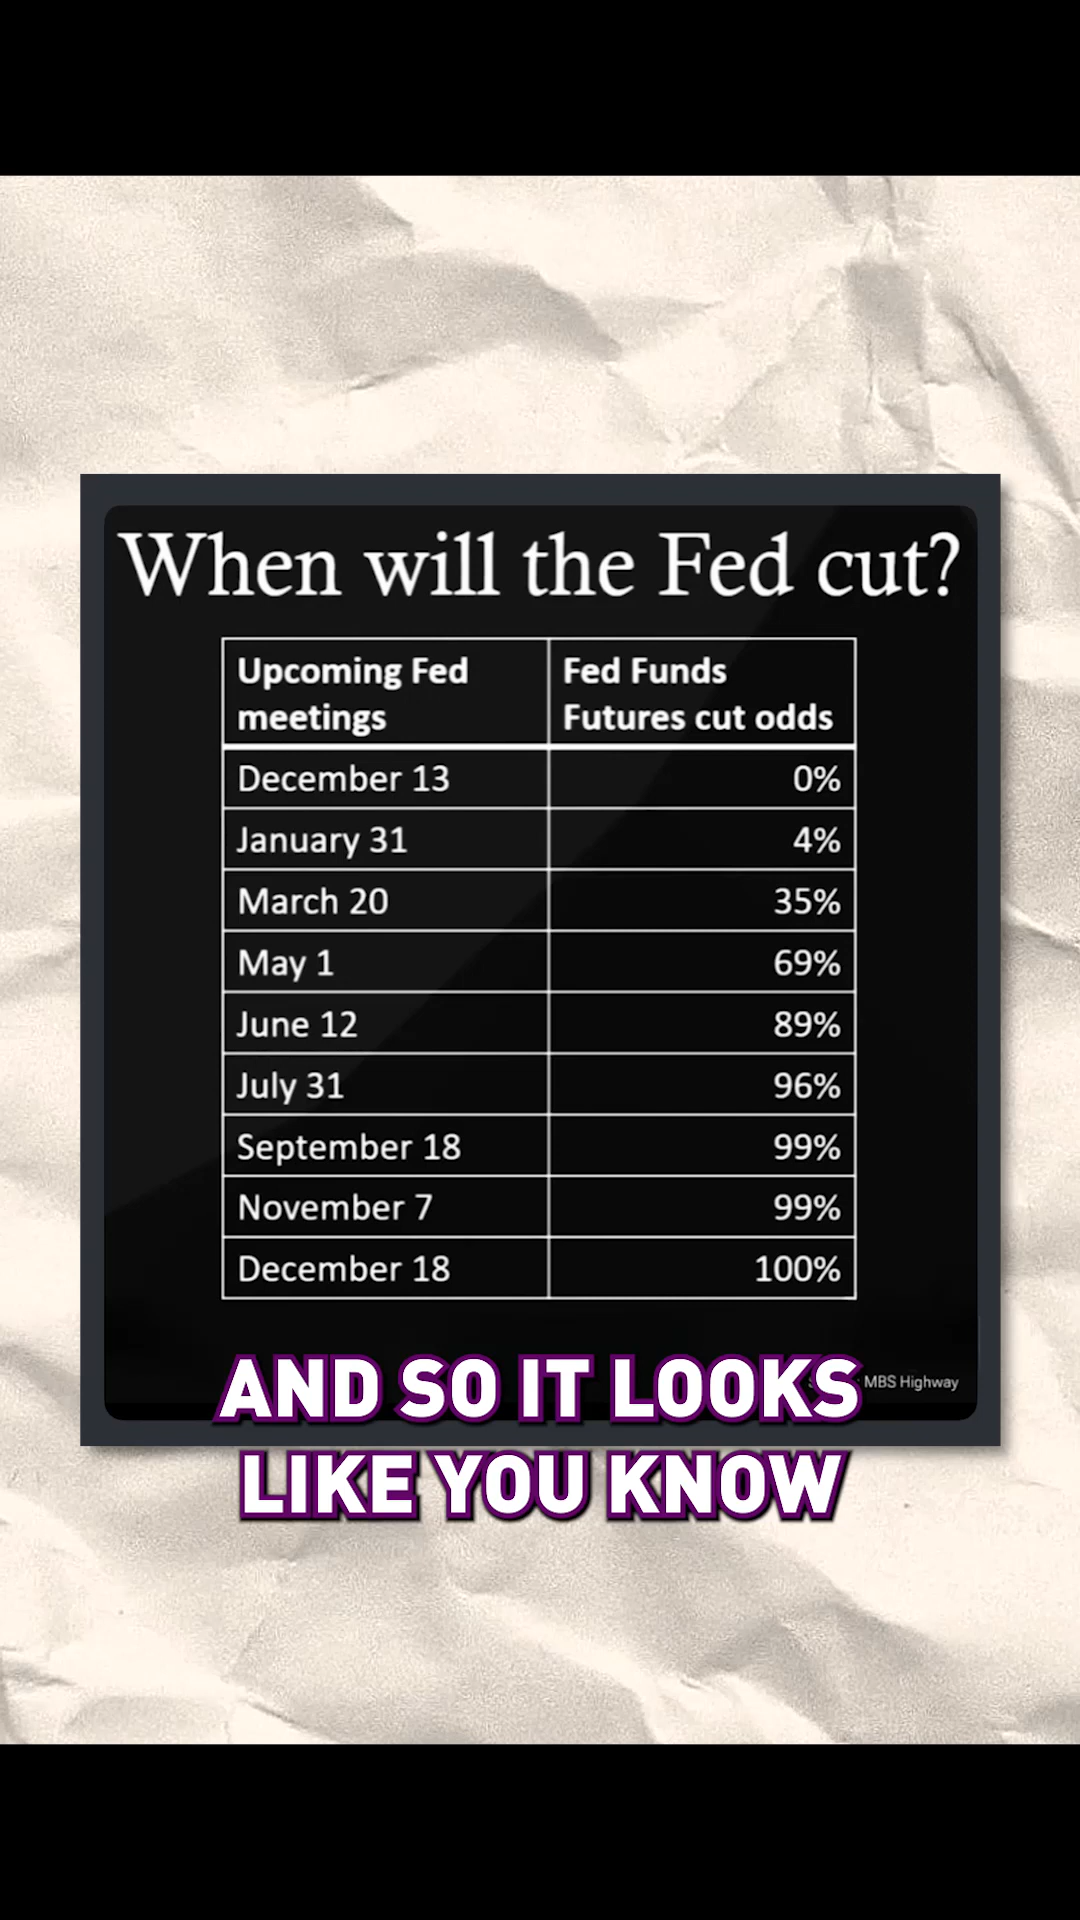 When will the Fed cut?
Upcoming Fed
meetings
Fed Funds
Futures cut odds
December 13 0%
January 31 4%
March 20 35%
May 1 69%
June 12 89%
July 31 96%
September 18 99%
November 7 99%
December 18 100%
MBS Highway
AND SO IT LOOKS
LIKE YOU KNOW